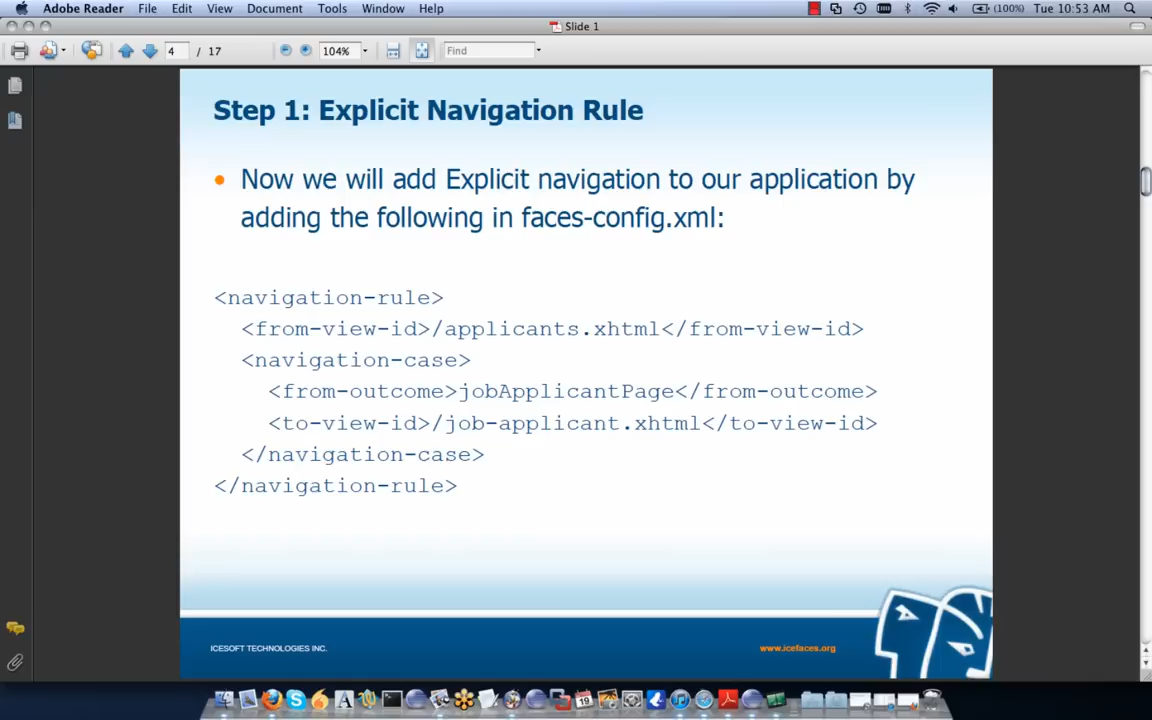 Adobe Reader File Edit View Document Tools Window Help (100%) Tue 10:53 AM
Slide 1
4 / 17 104% Find
Step 1: Explicit Navigation Rule
Now we will add Explicit navigation to our application by
adding the following in faces-config.xml:
<navigation-rule>
<from-view-id>/applicants.xhtml</from-view-id>
<navigation-case>
<from-outcome>jobApplicantPage</from-outcome>
<to-view-id>/job-applicant.xhtml</to-view-id>
</navigation-case>
</navigation-rule>
ICESOFT TECHNOLOGIES INC. www.icefaces.org
19